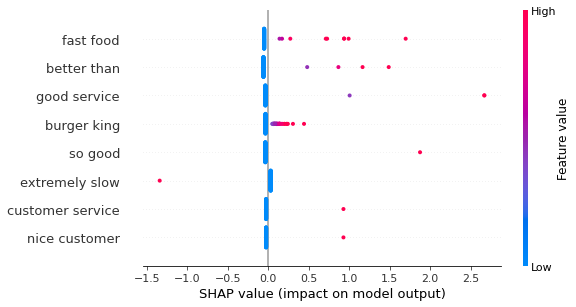 High
fast food
better than
good service
burger king
so good
extremely slow
customer service
nice customer
Feature value
Low
−1.5 −1.0 −0.5 0.0 0.5 1.0 1.5 2.0 2.5
SHAP value (impact on model output)